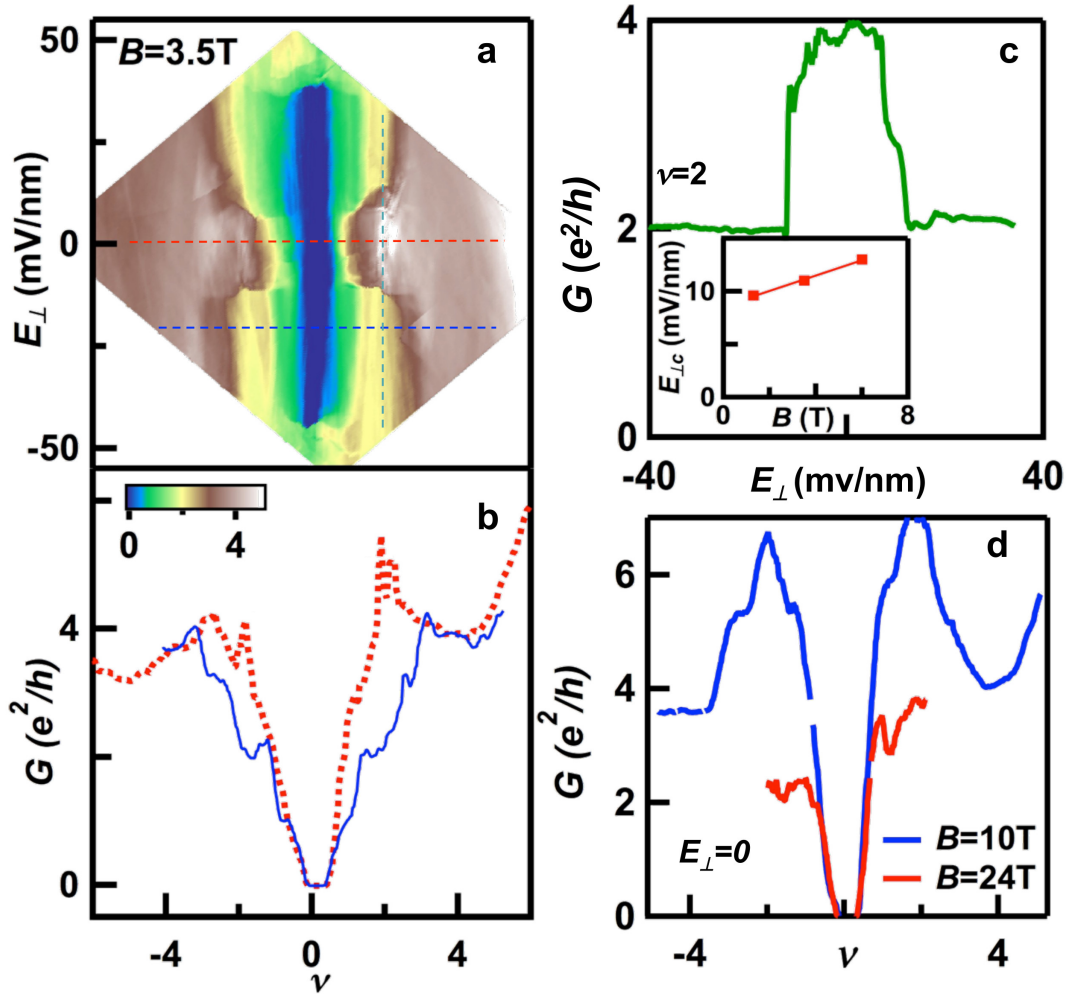 50
0
-50
E⊥ (mV/nm)
B=3.5T
a
b
0
4
4
0
G (e²/h)
-4
0
4
ν
c
4
2
0
G (e²/h)
ν=2
10
0
E⊥c (mV/nm)
0
B (T)
8
-40
E⊥ (mv/nm)
40
d
6
4
2
0
G (e²/h)
E⊥=0
B=10T
B=24T
-4
ν
4